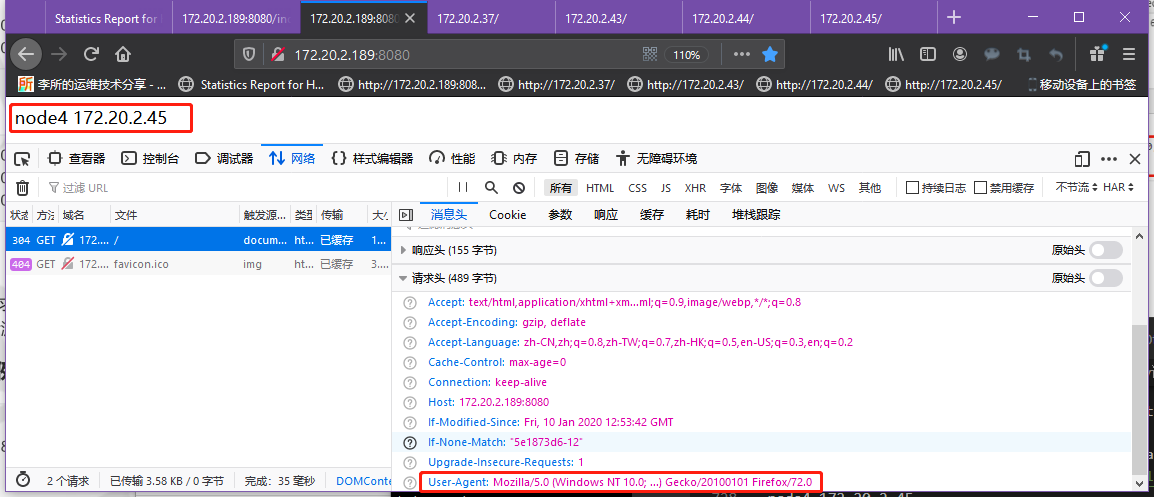 Statistics Report for 172.20.2.189:8080/in 172.20.2.189:8080 172.20.2.37/ 172.20.2.43/ 172.20.2.44/ 172.20.2.45/
172.20.2.189:8080 110%
李所的运维技术分享 - ... Statistics Report for H... http://172.20.2.189:808... http://172.20.2.37/ http://172.20.2.43/ http://172.20.2.44/ http://172.20.2.45/ 移动设备上的书签
node4 172.20.2.45
查看器 控制台 调试器 网络 样式编辑器 性能 内存 存储 无障碍环境
过滤 URL 所有 HTML CSS JS XHR 字体 图像 媒体 WS 其他 持续日志 禁用缓存 不节流 HAR
状态 方法 域名 文件 触发源... 类型 传输 大小 消息头 Cookie 参数 响应 缓存 耗时 堆栈跟踪
304 GET 172.... / docum... ht... 已缓存 1...
404 GET 172.... favicon.ico img ht... 已缓存 3...
响应头 (155 字节) 原始头
请求头 (489 字节) 原始头
Accept: text/html,application/xhtml+xm...ml;q=0.9,image/webp,*/*;q=0.8
Accept-Encoding: gzip, deflate
Accept-Language: zh-CN,zh;q=0.8,zh-TW;q=0.7,zh-HK;q=0.5,en-US;q=0.3,en;q=0.2
Cache-Control: max-age=0
Connection: keep-alive
Host: 172.20.2.189:8080
If-Modified-Since: Fri, 10 Jan 2020 12:53:42 GMT
If-None-Match: "5e1873d6-12"
Upgrade-Insecure-Requests: 1
User-Agent: Mozilla/5.0 (Windows NT 10.0; ...) Gecko/20100101 Firefox/72.0
2 个请求 已传输 3.58 KB / 0 字节 完成: 35 毫秒 DOMConte